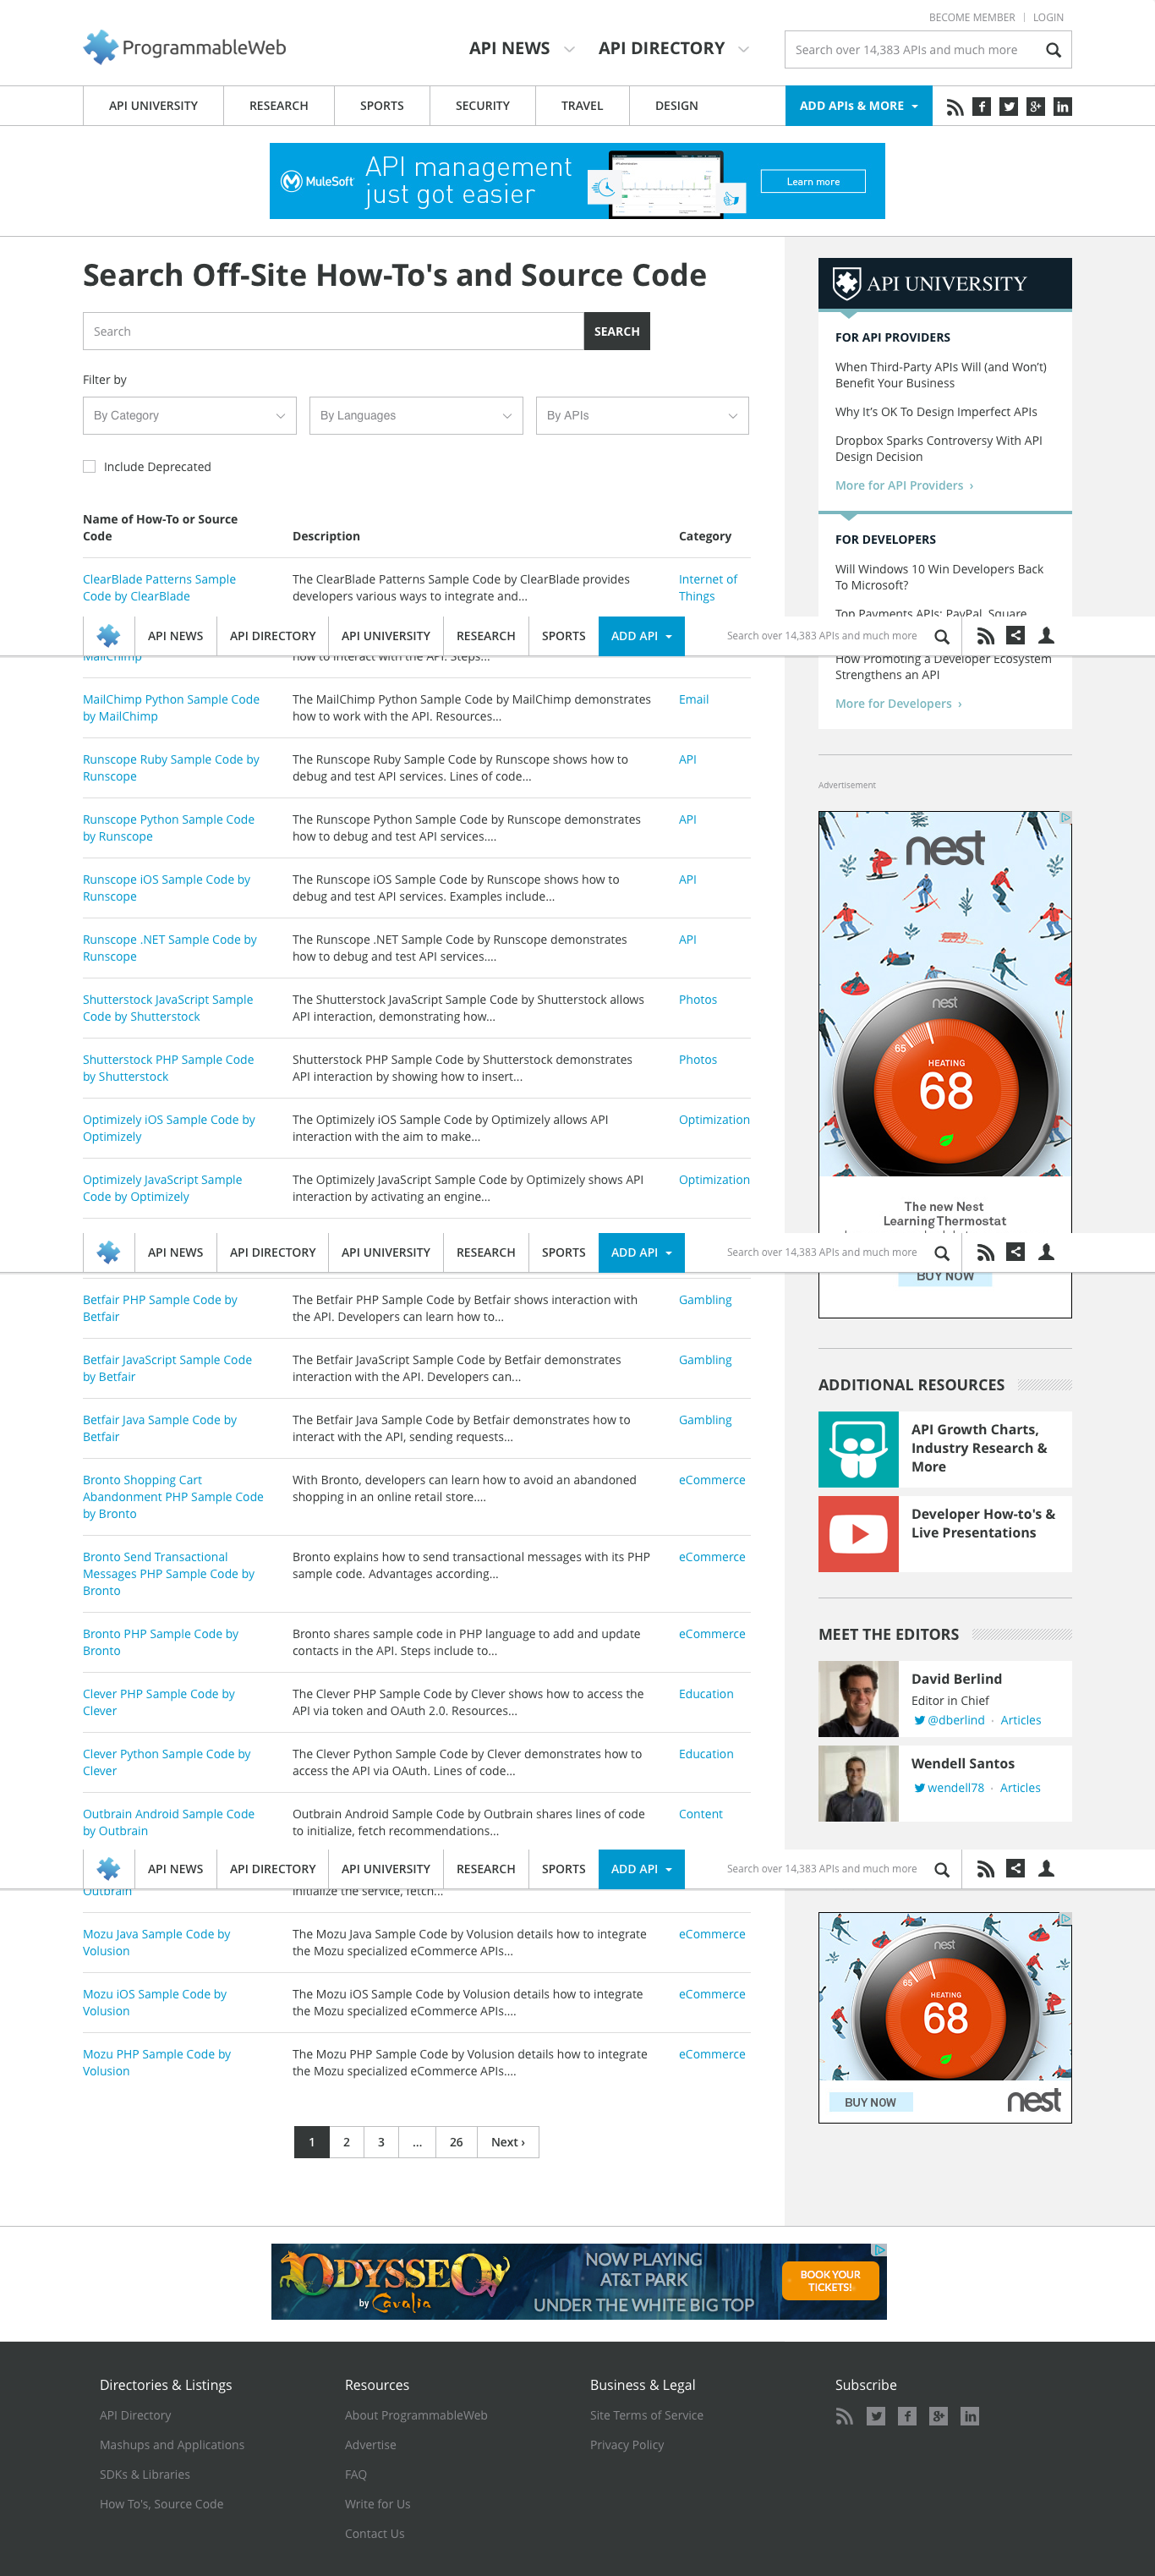 BECOME MEMBER | LOGIN
ProgrammableWeb
API NEWS
API DIRECTORY
Search over 14,383 APIs and much more
API UNIVERSITY
RESEARCH
SPORTS
SECURITY
TRAVEL
DESIGN
ADD APIs & MORE
MuleSoft
API management
just got easier
Learn more
Search Off-Site How-To's and Source Code
Search
SEARCH
Filter by
By Category
By Languages
By APIs
Include Deprecated
Name of How-To or Source
Code
Description
Category
ClearBlade Patterns Sample
Code by ClearBlade
The ClearBlade Patterns Sample Code by ClearBlade provides
developers various ways to integrate and...
Internet of
Things
API NEWS
API DIRECTORY
API UNIVERSITY
RESEARCH
SPORTS
ADD API
Search over 14,383 APIs and much more
MailChimp
how to interact with the API. Steps...
MailChimp Python Sample Code
by MailChimp
The MailChimp Python Sample Code by MailChimp demonstrates
how to work with the API. Resources...
Email
Runscope Ruby Sample Code by
Runscope
The Runscope Ruby Sample Code by Runscope shows how to
debug and test API services. Lines of code...
API
Runscope Python Sample Code
by Runscope
The Runscope Python Sample Code by Runscope demonstrates
how to debug and test API services....
API
Runscope iOS Sample Code by
Runscope
The Runscope iOS Sample Code by Runscope shows how to
debug and test API services. Examples include...
API
Runscope .NET Sample Code by
Runscope
The Runscope .NET Sample Code by Runscope demonstrates
how to debug and test API services....
API
Shutterstock JavaScript Sample
Code by Shutterstock
The Shutterstock JavaScript Sample Code by Shutterstock allows
API interaction, demonstrating how...
Photos
Shutterstock PHP Sample Code
by Shutterstock
Shutterstock PHP Sample Code by Shutterstock demonstrates
API interaction by showing how to insert...
Photos
Optimizely iOS Sample Code by
Optimizely
The Optimizely iOS Sample Code by Optimizely allows API
interaction with the aim to make...
Optimization
Optimizely JavaScript Sample
Code by Optimizely
The Optimizely JavaScript Sample Code by Optimizely shows API
interaction by activating an engine...
Optimization
API NEWS
API DIRECTORY
API UNIVERSITY
RESEARCH
SPORTS
ADD API
Search over 14,383 APIs and much more
Betfair PHP Sample Code by
Betfair
The Betfair PHP Sample Code by Betfair shows interaction with
the API. Developers can learn how to...
Gambling
Betfair JavaScript Sample Code
by Betfair
The Betfair JavaScript Sample Code by Betfair demonstrates
interaction with the API. Developers can...
Gambling
Betfair Java Sample Code by
Betfair
The Betfair Java Sample Code by Betfair demonstrates how to
interact with the API, sending requests...
Gambling
Bronto Shopping Cart
Abandonment PHP Sample Code
by Bronto
With Bronto, developers can learn how to avoid an abandoned
shopping in an online retail store....
eCommerce
Bronto Send Transactional
Messages PHP Sample Code by
Bronto
Bronto explains how to send transactional messages with its PHP
sample code. Advantages according...
eCommerce
Bronto PHP Sample Code by
Bronto
Bronto shares sample code in PHP language to add and update
contacts in the API. Steps include to...
eCommerce
Clever PHP Sample Code by
Clever
The Clever PHP Sample Code by Clever shows how to access the
API via token and OAuth 2.0. Resources...
Education
Clever Python Sample Code by
Clever
The Clever Python Sample Code by Clever demonstrates how to
access the API via OAuth. Lines of code...
Education
Outbrain Android Sample Code
by Outbrain
Outbrain Android Sample Code by Outbrain shares lines of code
to initialize, fetch recommendations...
Content
API NEWS
API DIRECTORY
API UNIVERSITY
RESEARCH
SPORTS
ADD API
Search over 14,383 APIs and much more
Outbrain
initialize the service, fetch...
Mozu Java Sample Code by
Volusion
The Mozu Java Sample Code by Volusion details how to integrate
the Mozu specialized eCommerce APIs...
eCommerce
Mozu iOS Sample Code by
Volusion
The Mozu iOS Sample Code by Volusion details how to integrate
the Mozu specialized eCommerce APIs....
eCommerce
Mozu PHP Sample Code by
Volusion
The Mozu PHP Sample Code by Volusion details how to integrate
the Mozu specialized eCommerce APIs....
eCommerce
1
2
3
...
26
Next ›
API UNIVERSITY
FOR API PROVIDERS
When Third-Party APIs Will (and Won't)
Benefit Your Business
Why It's OK To Design Imperfect APIs
Dropbox Sparks Controversy With API
Design Decision
More for API Providers ›
FOR DEVELOPERS
Will Windows 10 Win Developers Back
To Microsoft?
Top Payments APIs: PayPal, Square
How Promoting a Developer Ecosystem
Strengthens an API
More for Developers ›
Advertisement
nest
nest
65
HEATING
68
The new Nest
Learning Thermostat
BUY NOW
ADDITIONAL RESOURCES
API Growth Charts,
Industry Research &
More
Developer How-to's &
Live Presentations
MEET THE EDITORS
David Berlind
Editor in Chief
@dberlind · Articles
Wendell Santos
wendell78 · Articles
nest
65
HEATING
68
BUY NOW
nest
ODYSSEO
by Cavalia
NOW PLAYING
AT&T PARK
UNDER THE WHITE BIG TOP
BOOK YOUR
TICKETS!
Directories & Listings
API Directory
Mashups and Applications
SDKs & Libraries
How To's, Source Code
Resources
About ProgrammableWeb
Advertise
FAQ
Write for Us
Contact Us
Business & Legal
Site Terms of Service
Privacy Policy
Subscribe